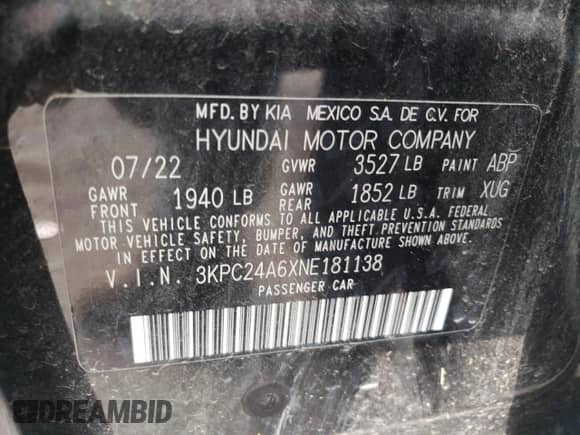 MFD. BY KIA MEXICO S.A. DE C.V. FOR
HYUNDAI MOTOR COMPANY
07/22 GVWR 3527 LB PAINT ABP
GAWR FRONT 1940 LB GAWR REAR 1852 LB TRIM XUG
THIS VEHICLE CONFORMS TO ALL APPLICABLE U.S.A. FEDERAL
MOTOR VEHICLE SAFETY, BUMPER, AND THEFT PREVENTION STANDARDS
IN EFFECT ON THE DATE OF MANUFACTURE SHOWN ABOVE.
V.I.N. 3KPC24A6XNE181138
PASSENGER CAR
DREAMBID